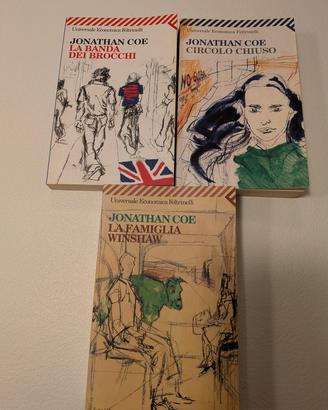 Universale Economica Feltrinelli
JONATHAN COE
LA BANDA
DEI BROCCHI
Universale Economica Feltrinelli
JONATHAN COE
CIRCOLO CHIUSO
Universale Economica Feltrinelli
JONATHAN COE
LA FAMIGLIA
WINSHAW